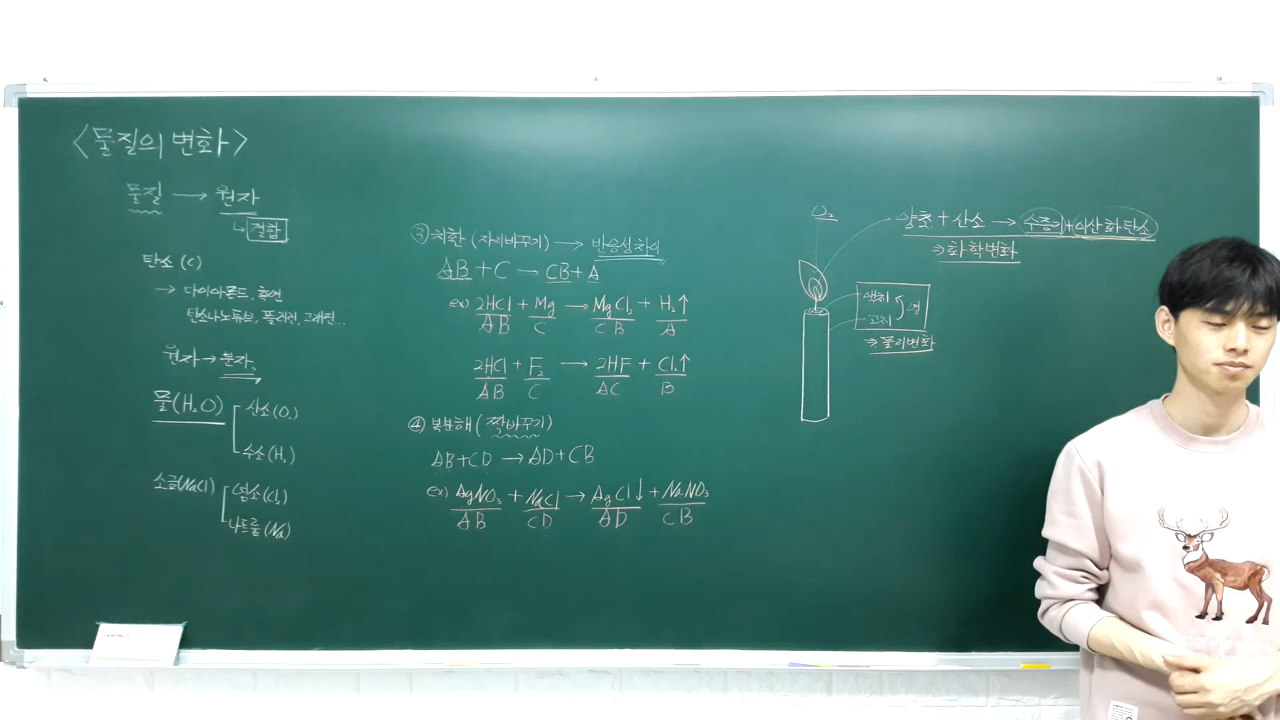 <물질의 변화>
물질 → 원자
↳ 결합
탄소 (C)
→ 다이아몬드, 흑연
탄소나노튜브, 풀러렌, 그래핀...
원자 → 분자
물(H₂O) 산소(O₂)
수소(H₂)
소금(NaCl) 염소(Cl₂)
나트륨(Na)
③ 치환 (자리바꾸기) → 반응성차이
AB + C → CB + A
ex) 2HCl + Mg → MgCl₂ + H₂↑
AB C CB A
2HCl + F₂ → 2HF + Cl₂↑
AB C AC B
④ 복분해 (짝바꾸기)
AB + CD → AD + CB
ex) AgNO₃ + NaCl → AgCl↓ + NaNO₃
AB CD AD CB
O₂
양초 + 산소 → 수증기 + 이산화탄소
⇒ 화학변화
액체
고체
열
⇒ 물리변화